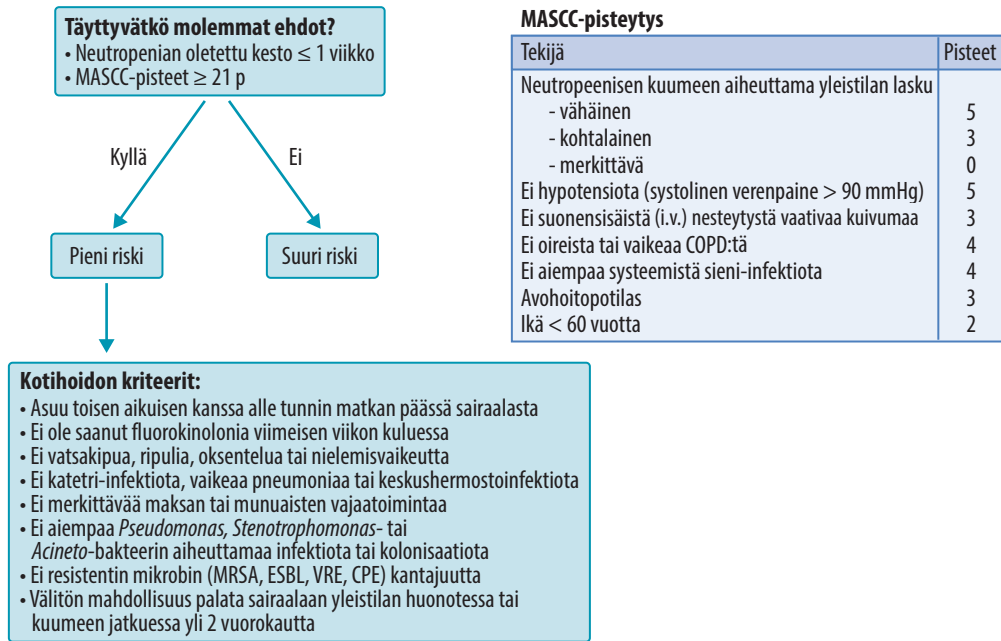 Täyttyvätkö molemmat ehdot?
• Neutropenian oletettu kesto ≤ 1 viikko
• MASCC-pisteet ≥ 21 p
Kyllä
Ei
Pieni riski
Suuri riski
Kotihoidon kriteerit:
• Asuu toisen aikuisen kanssa alle tunnin matkan päässä sairaalasta
• Ei ole saanut fluorokinolonia viimeisen viikon kuluessa
• Ei vatsakipua, ripulia, oksentelua tai nielemisvaikeutta
• Ei katetri-infektiota, vaikeaa pneumoniaa tai keskushermostoinfektiota
• Ei merkittävää maksan tai munuaisten vajaatoimintaa
• Ei aiempaa Pseudomonas, Stenotrophomonas- tai
Acineto-bakteerin aiheuttamaa infektiota tai kolonisaatiota
• Ei resistentin mikrobin (MRSA, ESBL, VRE, CPE) kantajuutta
• Välitön mahdollisuus palata sairaalaan yleistilan huonotessa tai
kuumeen jatkuessa yli 2 vuorokautta
MASCC-pisteytys
Tekijä Pisteet
Neutropeenisen kuumeen aiheuttama yleistilan lasku
- vähäinen 5
- kohtalainen 3
- merkittävä 0
Ei hypotensiota (systolinen verenpaine > 90 mmHg) 5
Ei suonensisäistä (i.v.) nesteytystä vaativaa kuivumaa 3
Ei oireista tai vaikeaa COPD:tä 4
Ei aiempaa systeemistä sieni-infektiota 4
Avohoitopotilas 3
Ikä < 60 vuotta 2